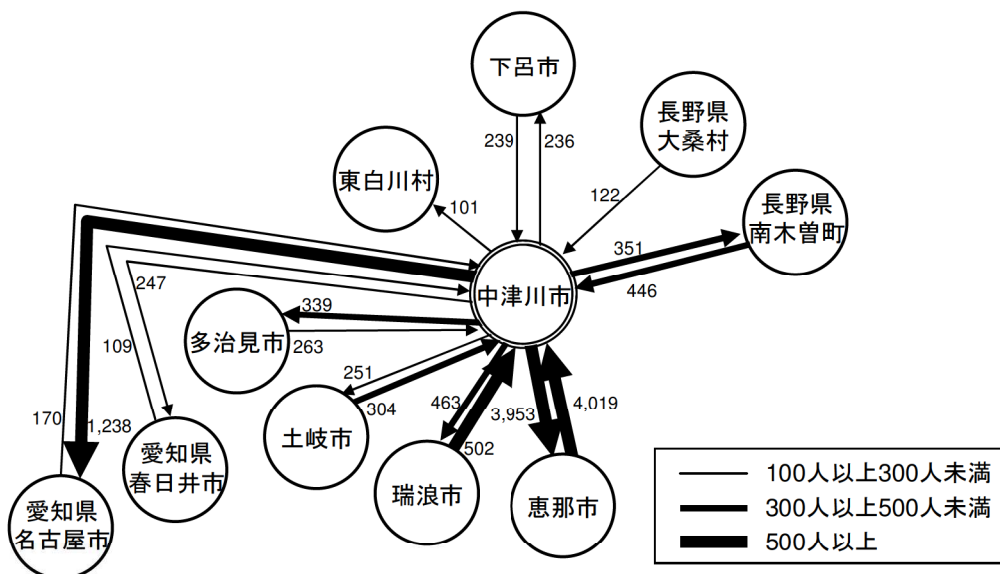 下呂市
長野県
大桑村
239
236
東白川村
101
122
長野県
南木曽町
351
446
中津川市
247
339
多治見市
263
109
251
304
土岐市
463
3,953
4,019
170
1,238
愛知県
春日井市
502
瑞浪市
恵那市
愛知県
名古屋市
100人以上300人未満
300人以上500人未満
500人以上